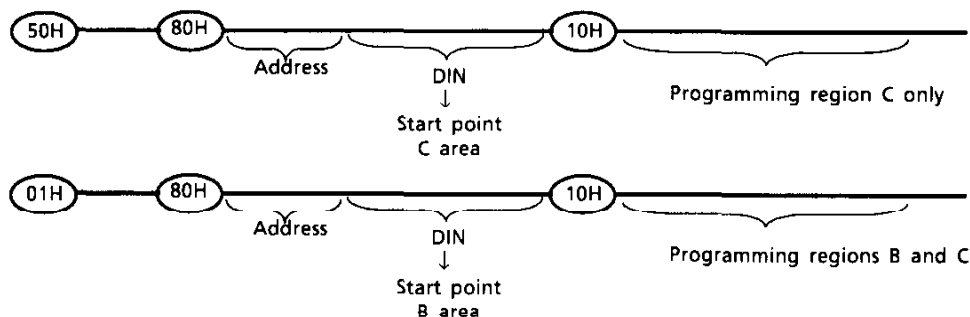 50H 80H 10H
Address
DIN
Programming region C only
↓
Start point
C area
01H 80H 10H
Address
DIN
Programming regions B and C
↓
Start point
B area